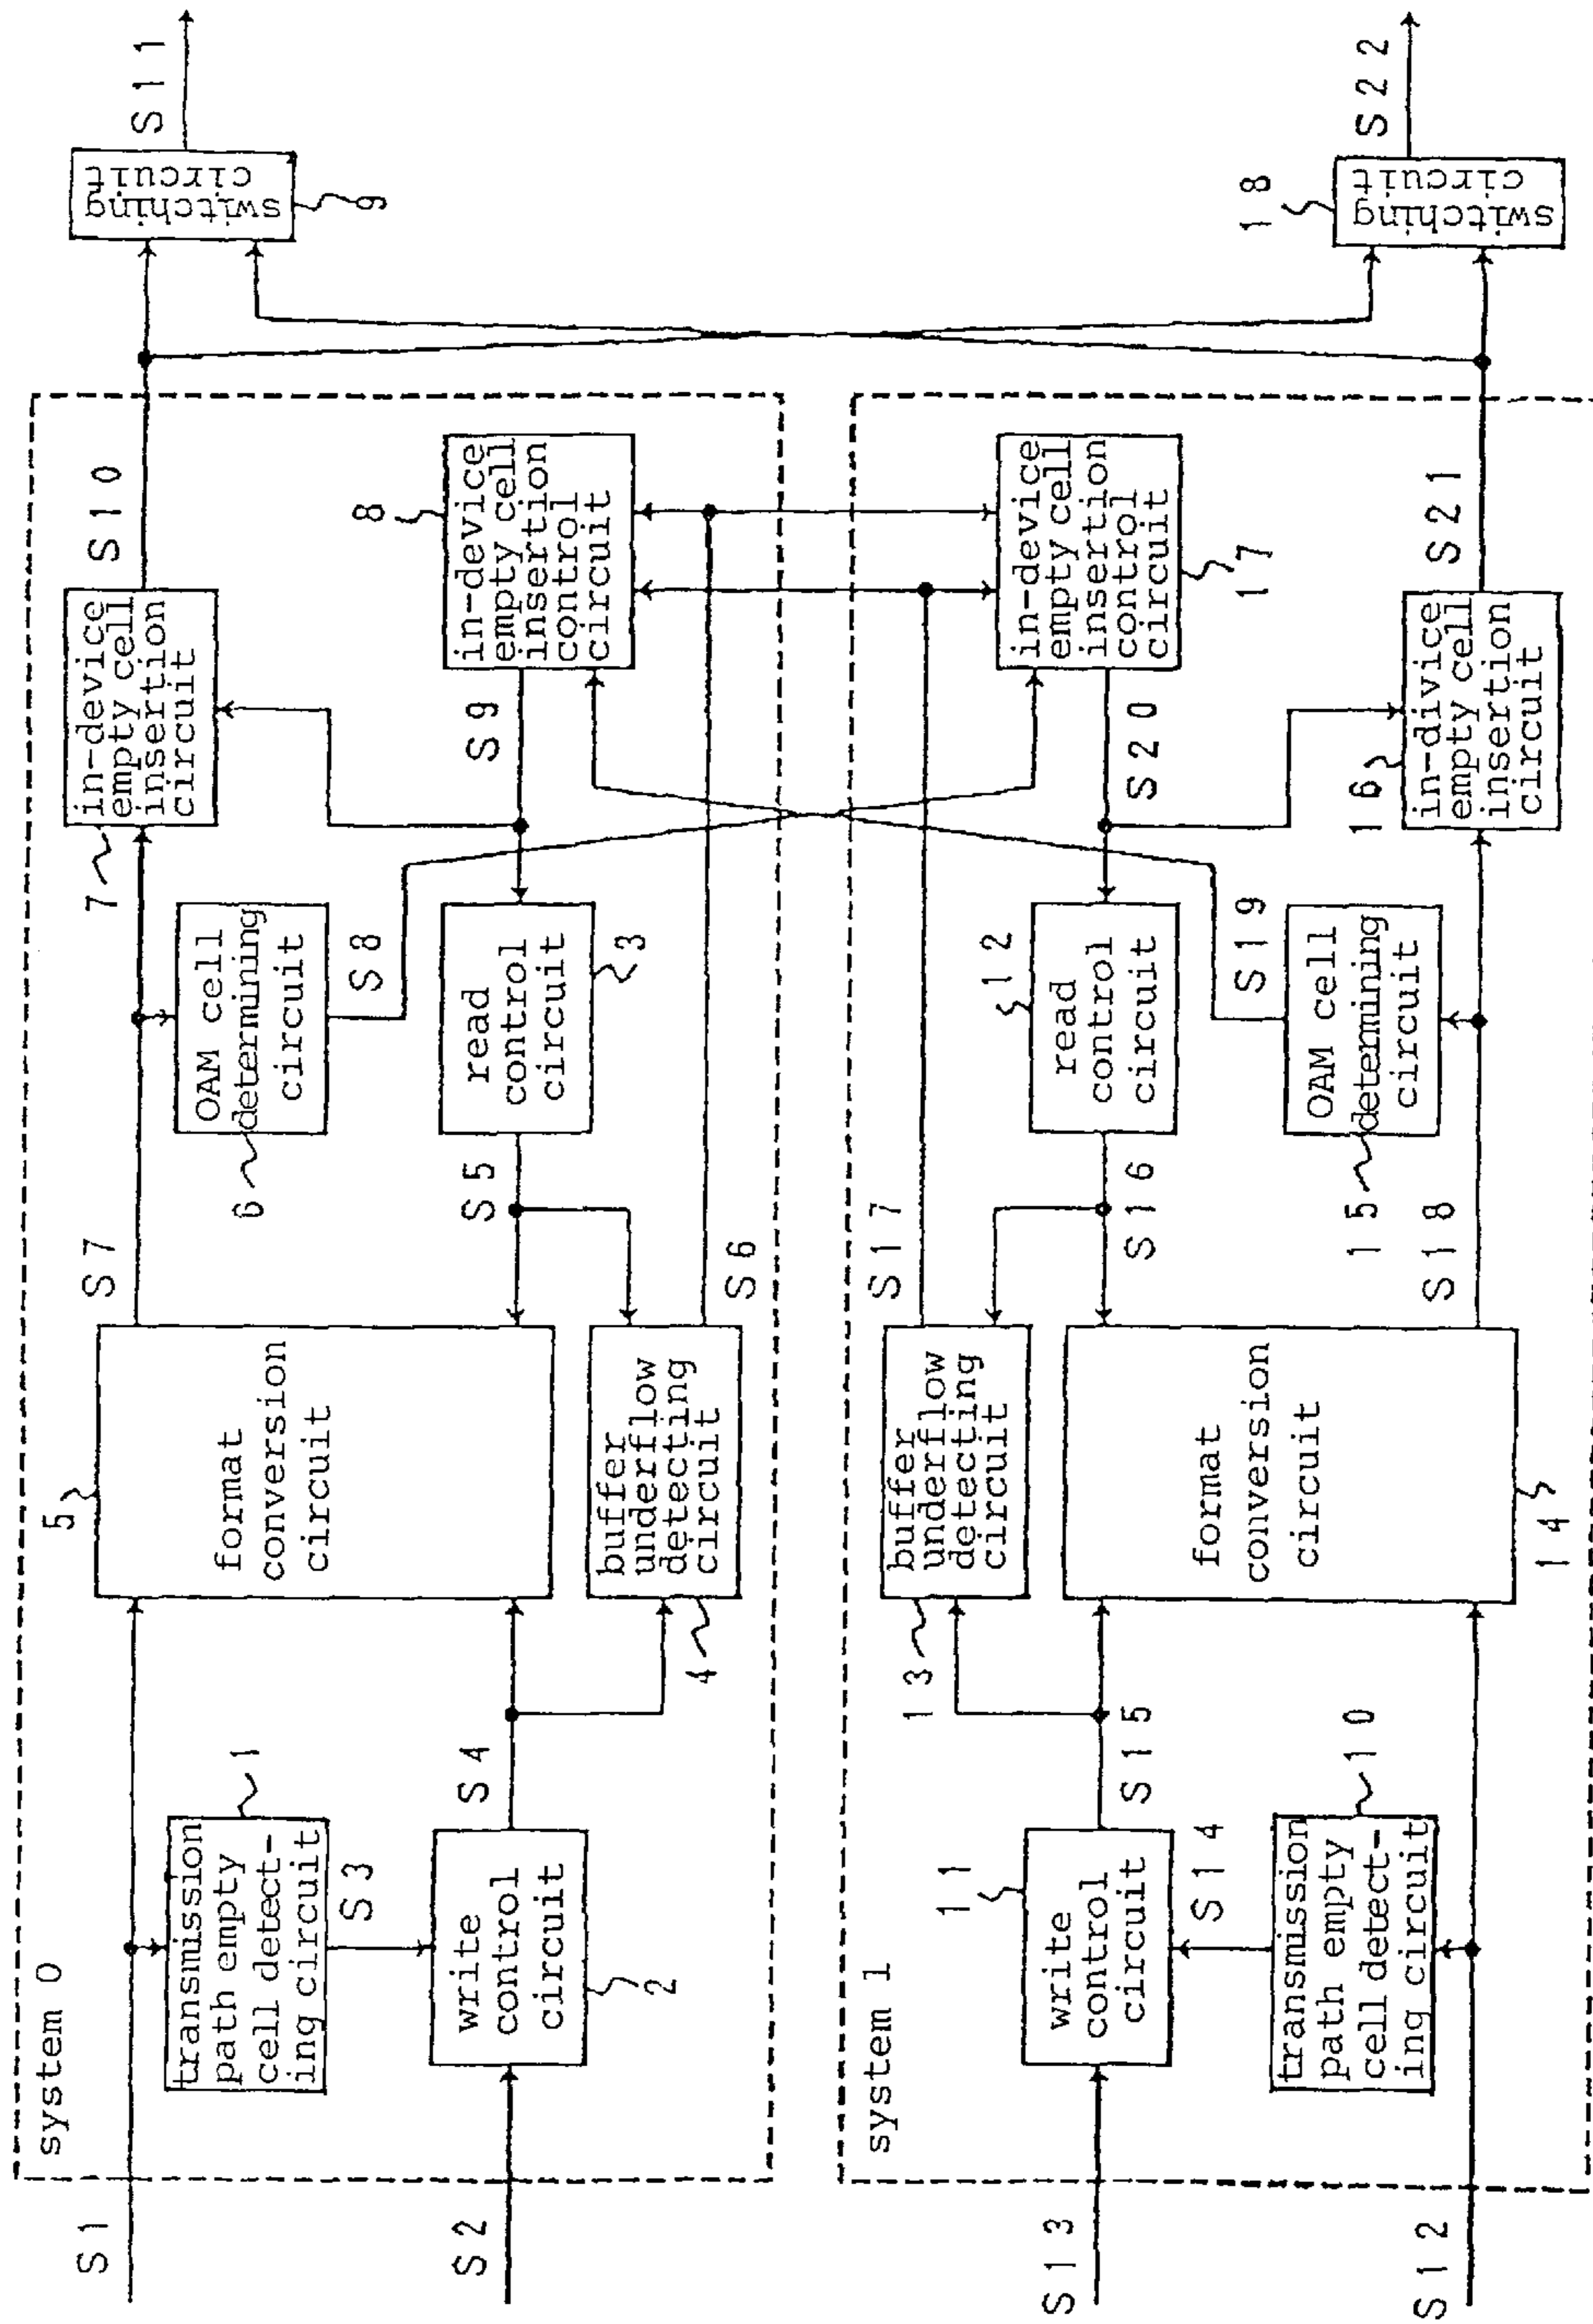 system 0
S1
S2
transmission
path empty
cell detect-
ing circuit
1
S3
write
control
circuit
2
S4
5
format
conversion
circuit
buffer
underflow
detecting
circuit
4
S7
S5
S6
OAM cell
determining
circuit
6
S8
read
control
circuit
3
in-device
empty cell
insertion
circuit
7
S9
in-device
empty cell
insertion
control
circuit
8
S10
switching
circuit
9
S11
system 1
S13
S12
write
control
circuit
11
S14
transmission
path empty
cell detect-
ing circuit
10
S15
buffer
underflow
detecting
circuit
13
format
conversion
circuit
14
S17
S16
S18
read
control
circuit
12
OAM cell
determining
circuit
15
S19
in-device
empty cell
insertion
control
circuit
17
S20
in-divice
empty cell
insertion
circuit
16
S21
switching
circuit
18
S22